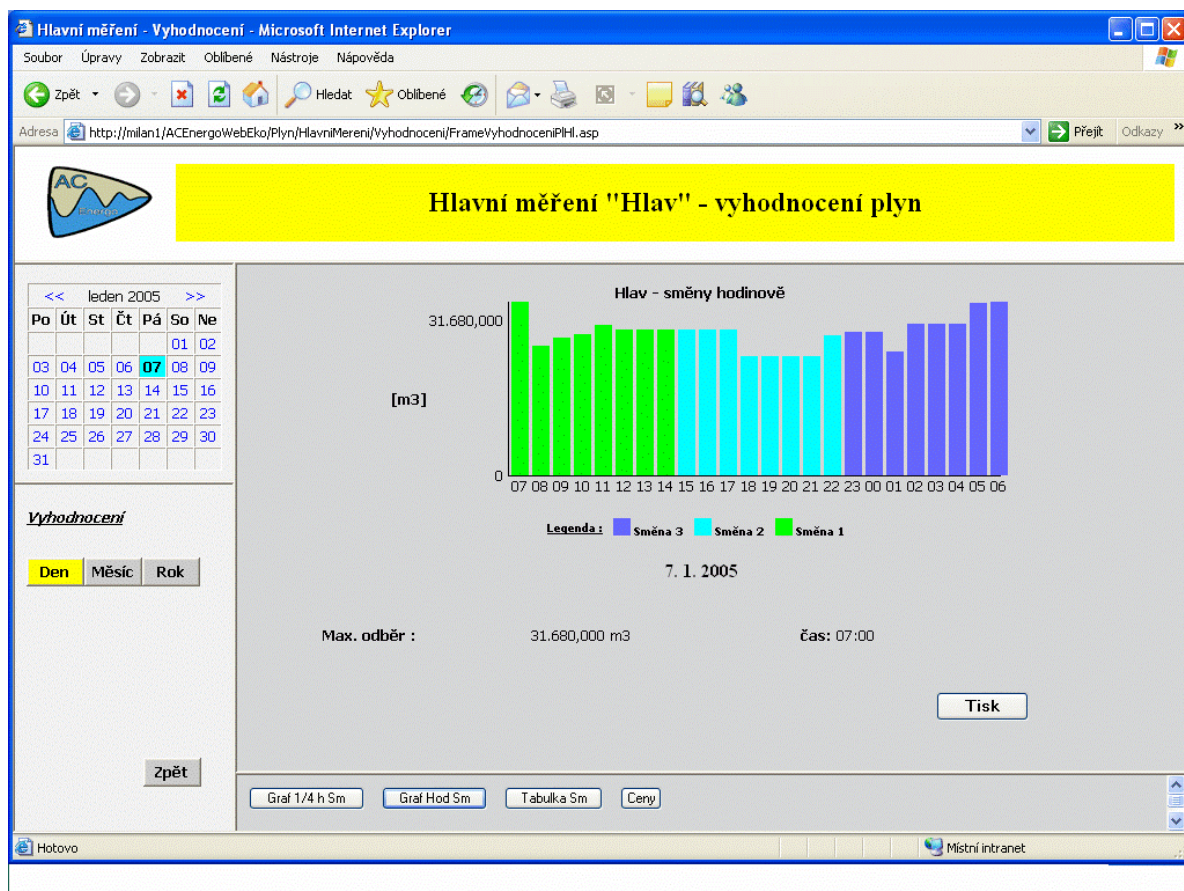 Hlavní měření - Vyhodnocení - Microsoft Internet Explorer
Soubor Úpravy Zobrazit Oblíbené Nástroje Nápověda
Zpět Hledat Oblíbené
Adresa http://milan1/ACEnergoWebEko/Plyn/HlavniMereni/Vyhodnoceni/FrameVyhodnoceniPlHl.asp Přejít Odkazy »
AC
Energo
Hlavní měření "Hlav" - vyhodnocení plyn
<< leden 2005 >>
Po Út St Čt Pá So Ne
01 02
03 04 05 06 07 08 09
10 11 12 13 14 15 16
17 18 19 20 21 22 23
24 25 26 27 28 29 30
31
Vyhodnocení
Den Měsíc Rok
Zpět
Hlav - směny hodinově
31.680,000
[m3]
0
07 08 09 10 11 12 13 14 15 16 17 18 19 20 21 22 23 00 01 02 03 04 05 06
Legenda : Směna 3 Směna 2 Směna 1
7. 1. 2005
Max. odběr : 31.680,000 m3 čas: 07:00
Tisk
Graf 1/4 h Sm Graf Hod Sm Tabulka Sm Ceny
Hotovo Místní intranet